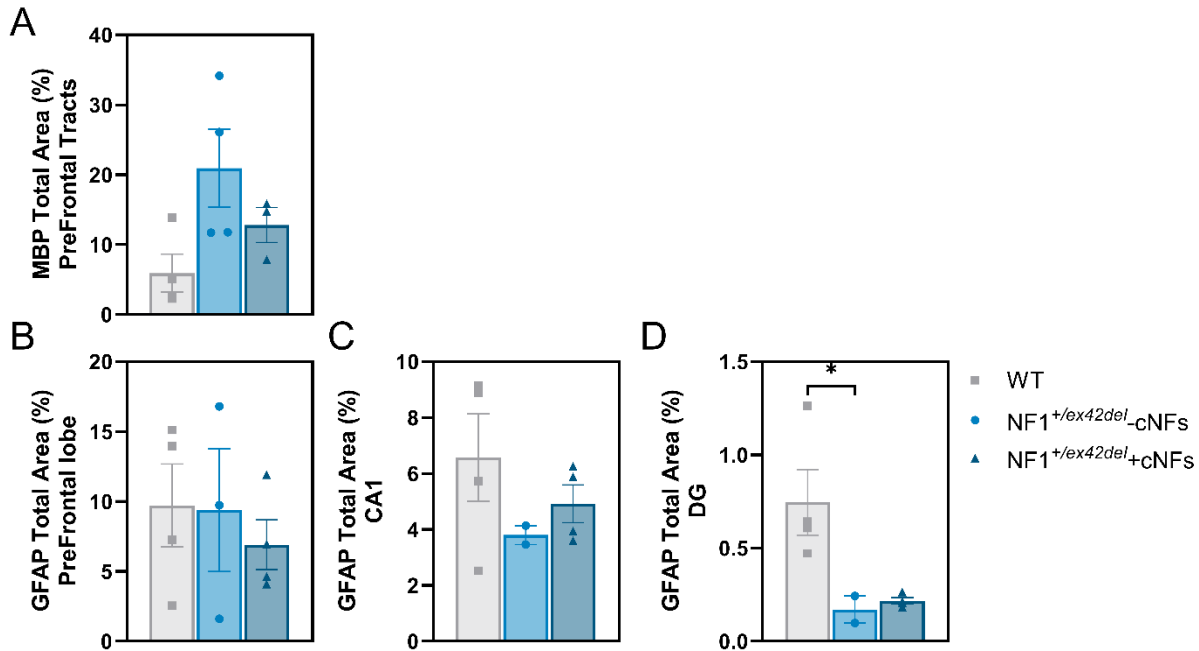 A
MBP Total Area (%)
PreFrontal Tracts
40
30
20
10
0
B
GFAP Total Area (%)
PreFrontal lobe
20
15
10
5
0
C
GFAP Total Area (%)
CA1
10
8
6
4
2
0
D
GFAP Total Area (%)
DG
1.5
1.0
0.5
0.0
*
WT
NF1+/ex42del-cNFs
NF1+/ex42del+cNFs